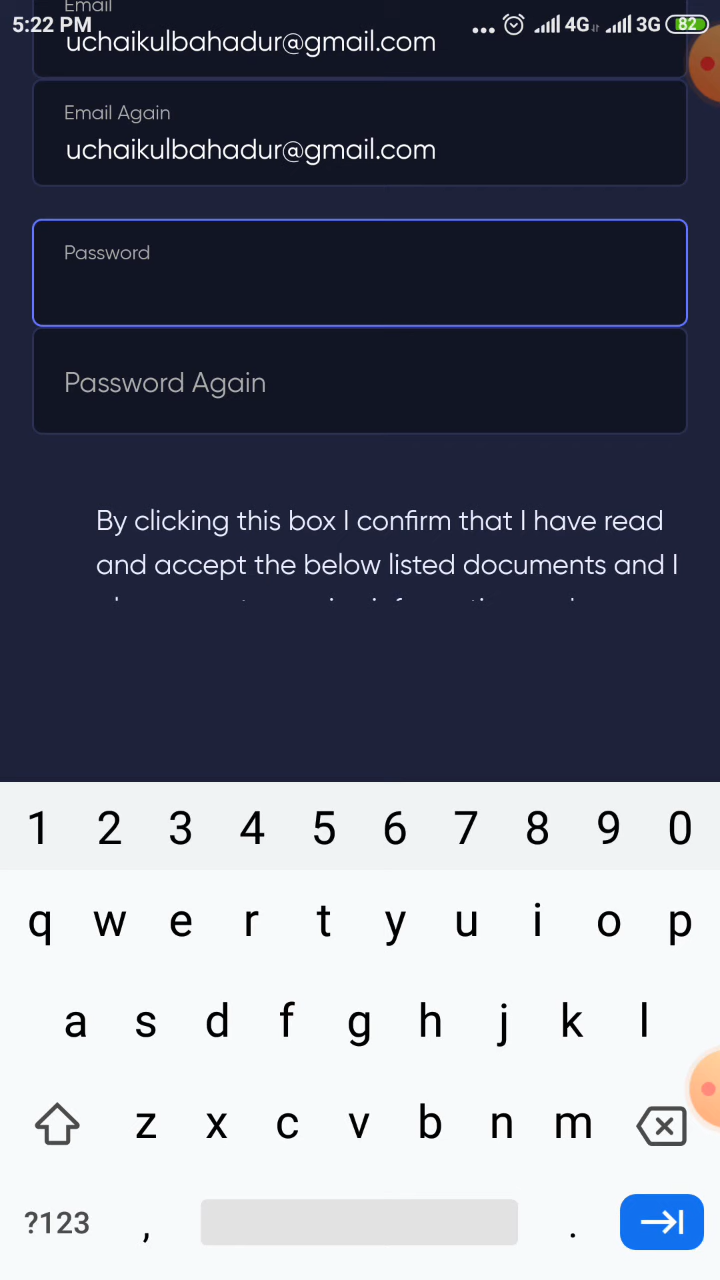 Email
5:22 PM
... 4G 3G 82
uchaikulbahadur@gmail.com
Email Again
uchaikulbahadur@gmail.com
Password
Password Again
By clicking this box I confirm that I have read
and accept the below listed documents and I
1 2 3 4 5 6 7 8 9 0
q w e r t y u i o p
a s d f g h j k l
z x c v b n m
?123 , .